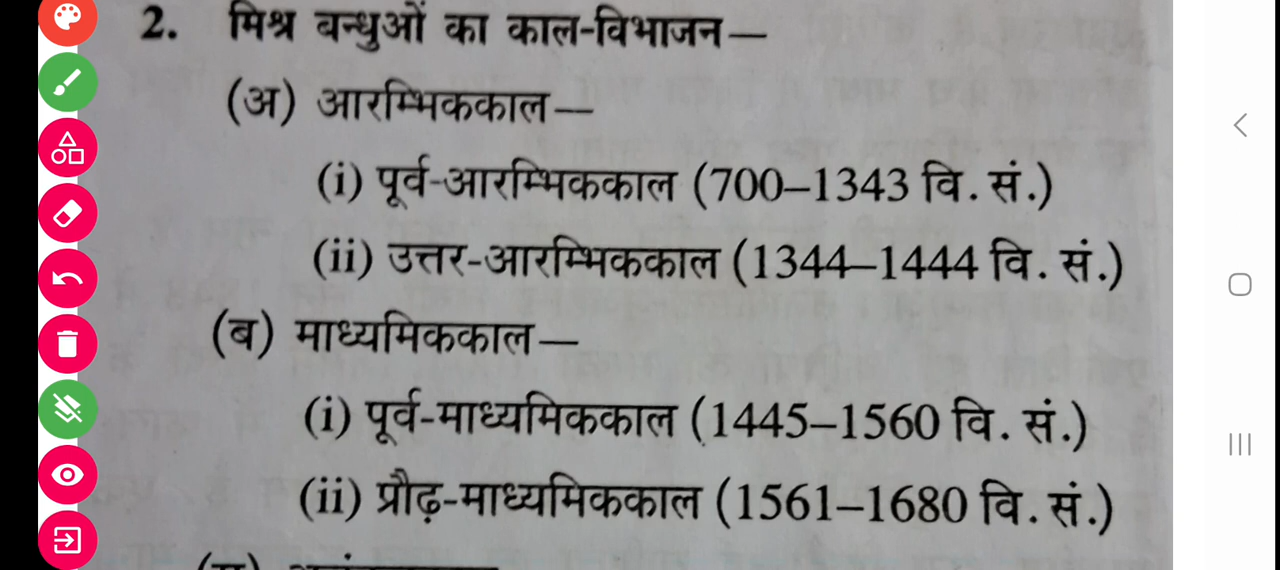 2. मिश्र बन्धुओं का काल-विभाजन—
(अ) आरम्भिककाल—
(i) पूर्व-आरम्भिककाल (700–1343 वि. सं.)
(ii) उत्तर-आरम्भिककाल (1344–1444 वि. सं.)
(ब) माध्यमिककाल—
(i) पूर्व-माध्यमिककाल (1445–1560 वि. सं.)
(ii) प्रौढ़-माध्यमिककाल (1561–1680 वि. सं.)